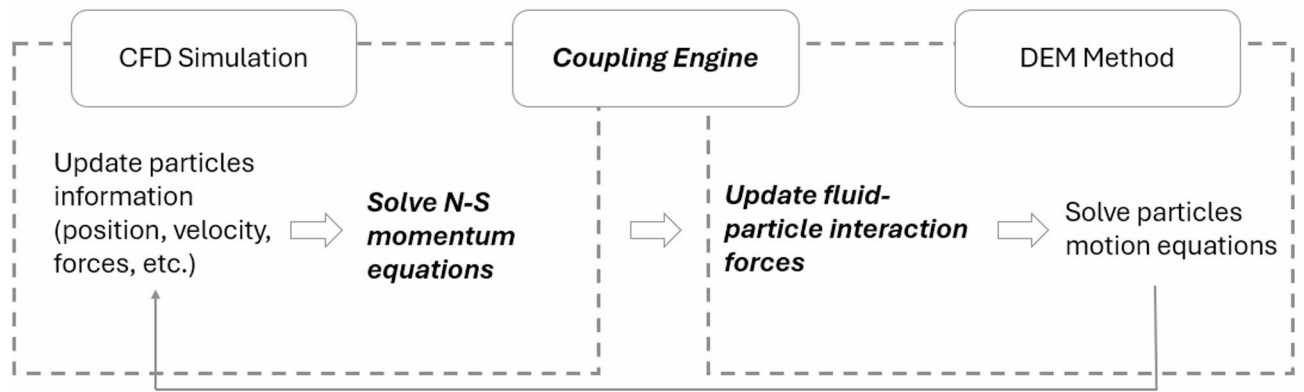 CFD Simulation
Coupling Engine
DEM Method
Update particles
information
(position, velocity,
forces, etc.)
Solve N-S
momentum
equations
Update fluid-
particle interaction
forces
Solve particles
motion equations